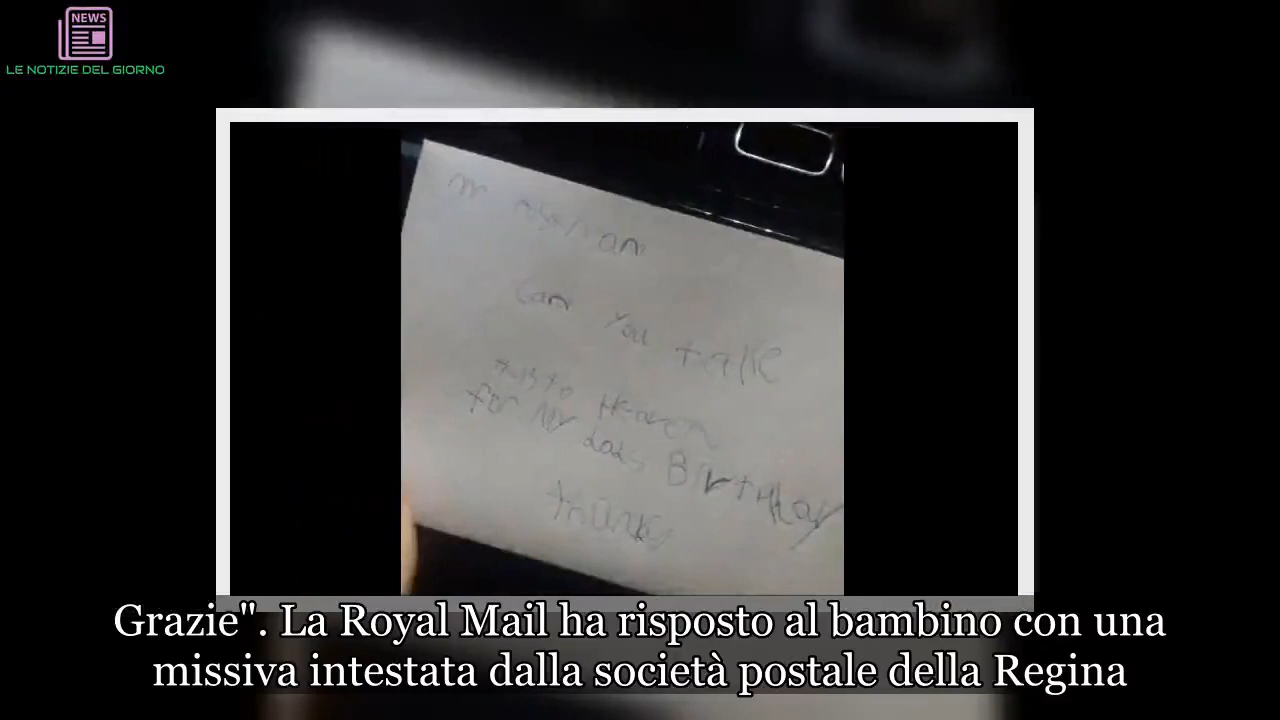 NEWS
LE NOTIZIE DEL GIORNO
mr
Can you take
this to Heaven
for my dads Birthday
thanks
Grazie". La Royal Mail ha risposto al bambino con una
missiva intestata dalla società postale della Regina